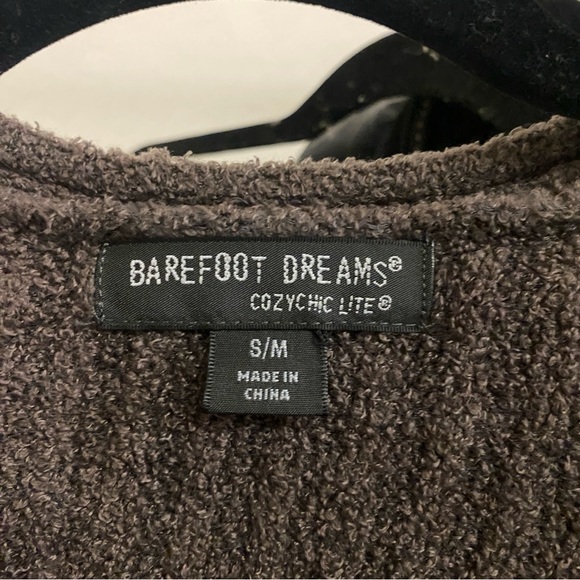 BAREFOOT DREAMS®
COZYCHIC LITE®
S/M
MADE IN
CHINA